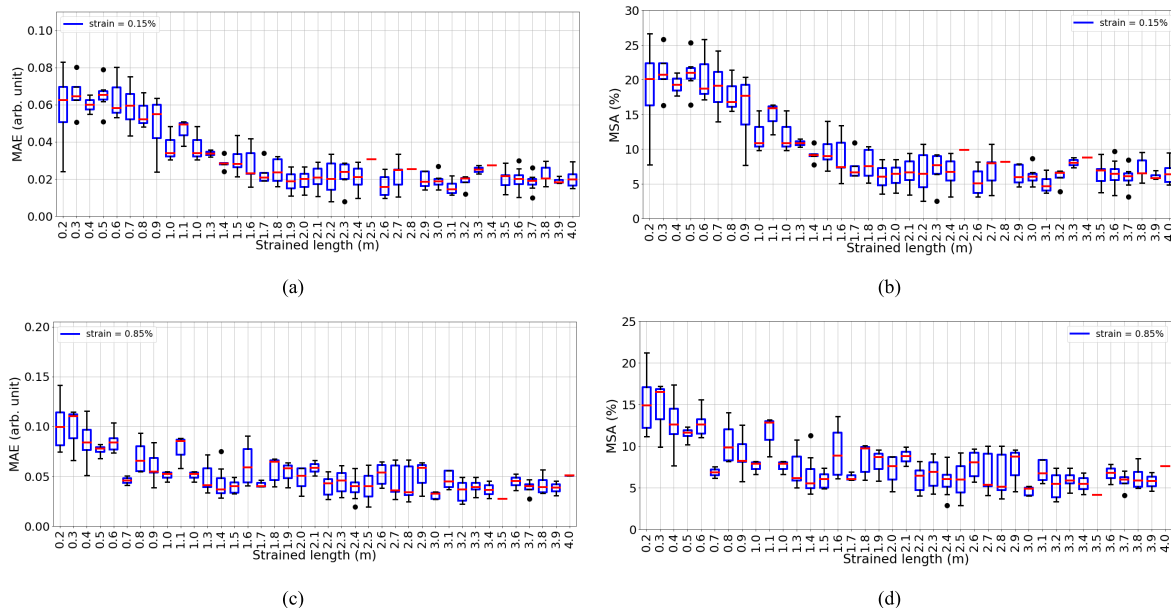 strain = 0.15%
MAE (arb. unit)
0.10
0.08
0.06
0.04
0.02
0.00
0.2 0.3 0.4 0.5 0.6 0.7 0.8 0.9 1.0 1.1 1.0 1.3 1.4 1.5 1.6 1.7 1.8 1.9 2.0 2.1 2.2 2.3 2.4 2.5 2.6 2.7 2.8 2.9 3.0 3.1 3.2 3.3 3.4 3.5 3.6 3.7 3.8 3.9 4.0
Strained length (m)
(a)
strain = 0.15%
MSA (%)
30
25
20
15
10
5
0
0.2 0.3 0.4 0.5 0.6 0.7 0.8 0.9 1.0 1.1 1.0 1.3 1.4 1.5 1.6 1.7 1.8 1.9 2.0 2.1 2.2 2.3 2.4 2.5 2.6 2.7 2.8 2.9 3.0 3.1 3.2 3.3 3.4 3.5 3.6 3.7 3.8 3.9 4.0
Strained length (m)
(b)
strain = 0.85%
MAE (arb. unit)
0.20
0.15
0.10
0.05
0.00
0.2 0.3 0.4 0.5 0.6 0.7 0.8 0.9 1.0 1.1 1.0 1.3 1.4 1.5 1.6 1.7 1.8 1.9 2.0 2.1 2.2 2.3 2.4 2.5 2.6 2.7 2.8 2.9 3.0 3.1 3.2 3.3 3.4 3.5 3.6 3.7 3.8 3.9 4.0
Strained length (m)
(c)
strain = 0.85%
MSA (%)
25
20
15
10
5
0
0.2 0.3 0.4 0.5 0.6 0.7 0.8 0.9 1.0 1.1 1.0 1.3 1.4 1.5 1.6 1.7 1.8 1.9 2.0 2.1 2.2 2.3 2.4 2.5 2.6 2.7 2.8 2.9 3.0 3.1 3.2 3.3 3.4 3.5 3.6 3.7 3.8 3.9 4.0
Strained length (m)
(d)